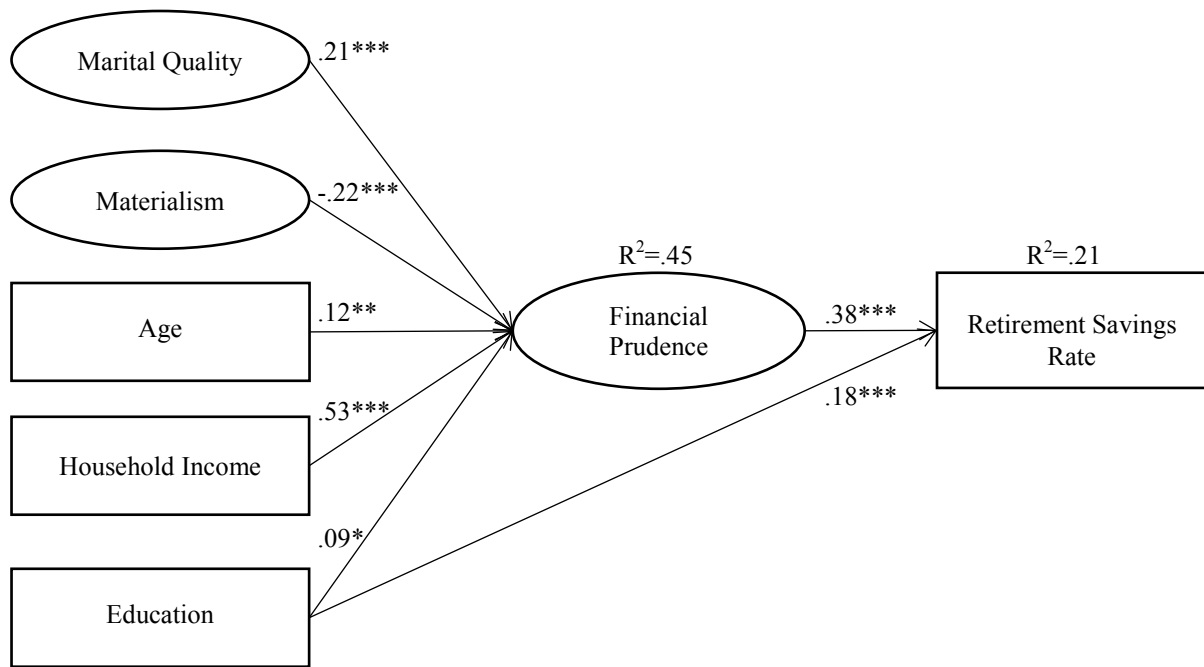 Marital Quality
.21***
Materialism
-.22***
Age
.12**
Household Income
.53***
Education
.09*
R²=.45
Financial
Prudence
.38***
.18***
R²=.21
Retirement Savings
Rate